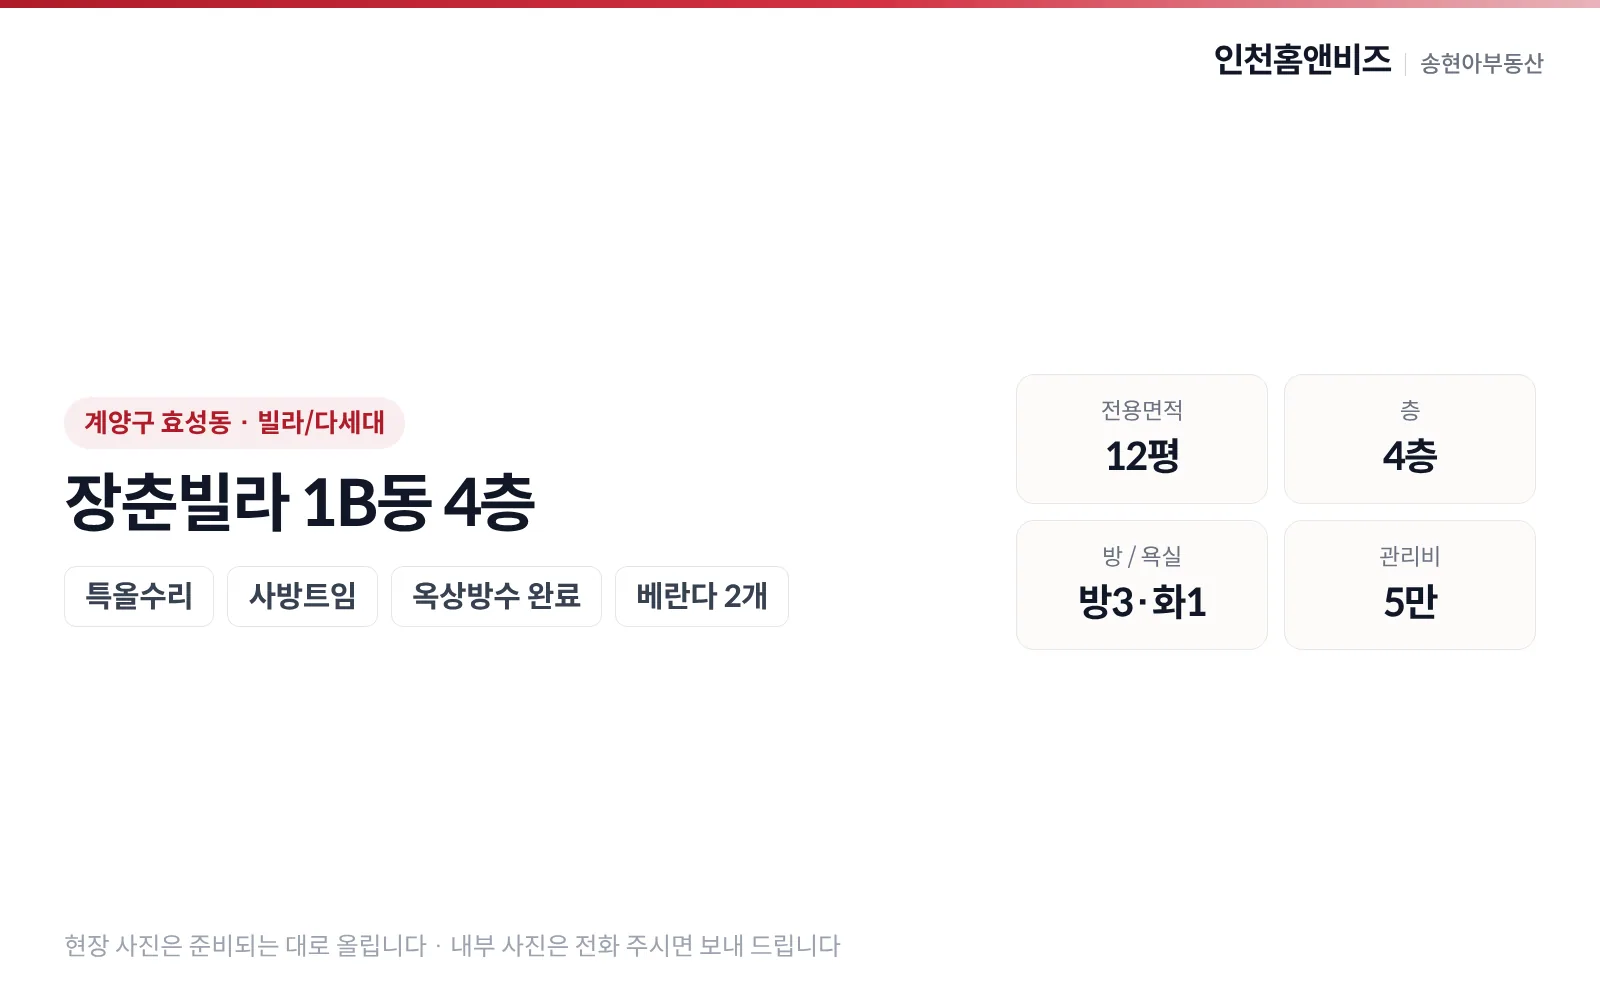 인천홈앤비즈 송현아부동산
계양구 효성동 · 빌라/다세대
장춘빌라 1B동 4층
특올수리 사방트임 옥상방수 완료 베란다 2개
전용면적
12평
층
4층
방 / 욕실
방3·화1
관리비
5만
현장 사진은 준비되는 대로 올립니다 · 내부 사진은 전화 주시면 보내 드립니다